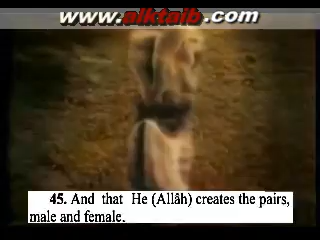 www.alktaib.com
45. And that He (Allâh) creates the pairs,
male and female.